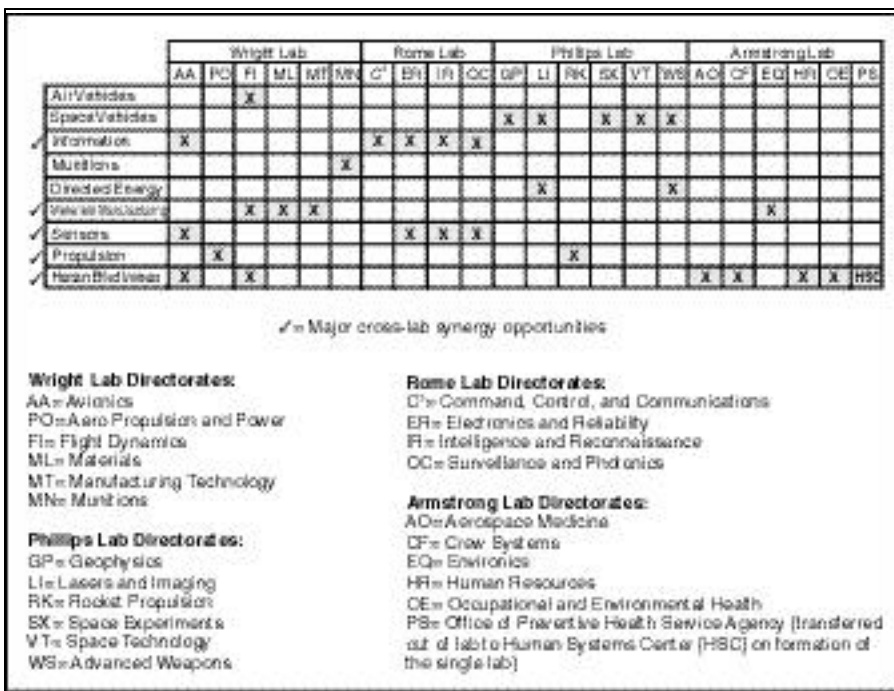 Wright Lab Rome Lab Phillips Lab Armstrong Lab
AA PO FI ML MT MN C³ ER IR OC GP LI RK SX VT WS AO CF EQ HR OE PS
Air Vehicles X
Space Vehicles X X X X X
✓ Information X X X X X
Munitions X
Directed Energy X X
✓ Materials Manufacturing X X X X
✓ Sensors X X X X
✓ Propulsion X X
✓ Human Effectiveness X X X X X X HSC
✓= Major cross-lab synergy opportunities
Wright Lab Directorates:
AA= Avionics
PO= Aero Propulsion and Power
FI= Flight Dynamics
ML= Materials
MT= Manufacturing Technology
MN= Munitions
Phillips Lab Directorates:
GP= Geophysics
LI= Lasers and Imaging
RK= Rocket Propulsion
SX= Space Experiments
VT= Space Technology
WS= Advanced Weapons
Rome Lab Directorates:
C³= Command, Control, and Communications
ER= Electronics and Reliability
IR= Intelligence and Reconnaissance
OC= Surveillance and Photonics
Armstrong Lab Directorates:
AO= Aerospace Medicine
CF= Crew Systems
EQ= Environics
HR= Human Resources
OE= Occupational and Environmental Health
PS= Office of Preventive Health Service Agency (transferred
out of lab to Human Systems Center [HSC] on formation of
the single lab)